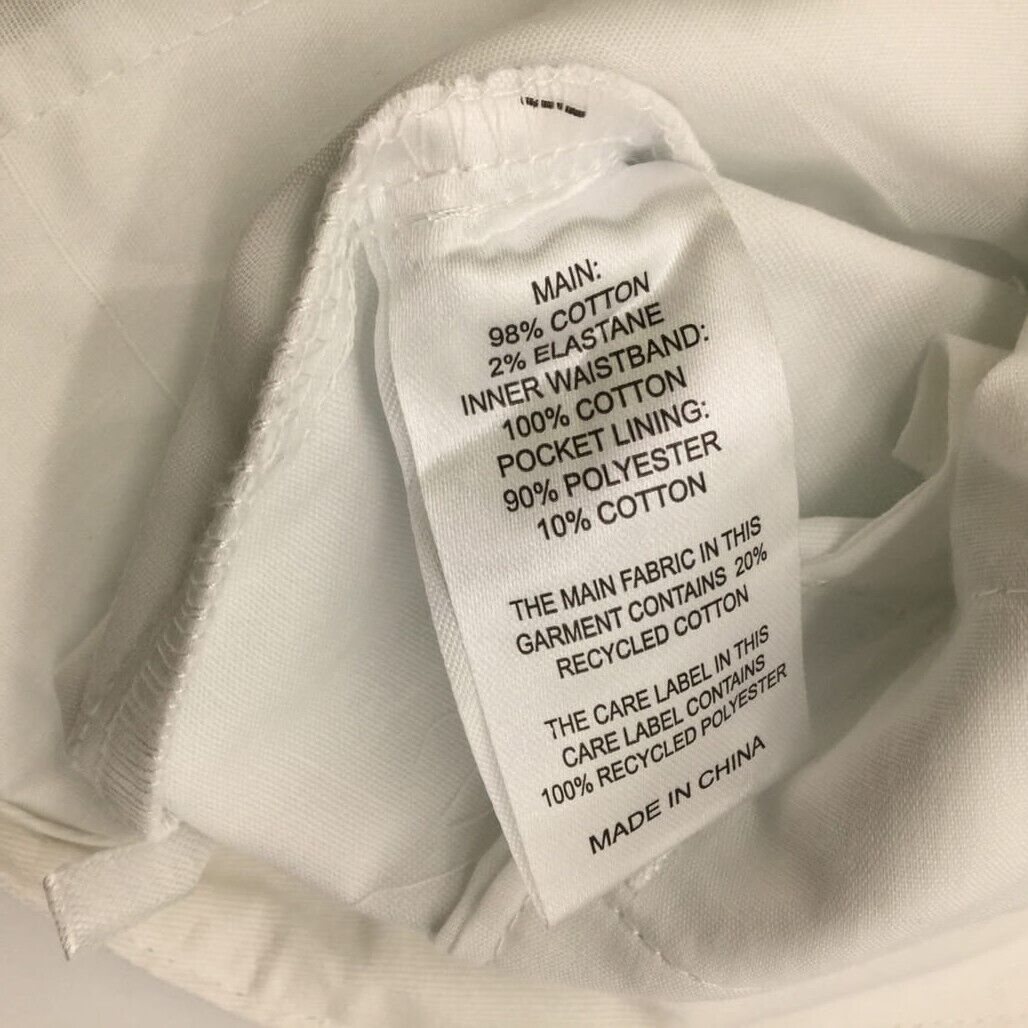 MAIN:
98% COTTON
2% ELASTANE
INNER WAISTBAND:
100% COTTON
POCKET LINING:
90% POLYESTER
10% COTTON
THE MAIN FABRIC IN THIS
GARMENT CONTAINS 20%
RECYCLED COTTON
THE CARE LABEL IN THIS
CARE LABEL CONTAINS
100% RECYCLED POLYESTER
MADE IN CHINA